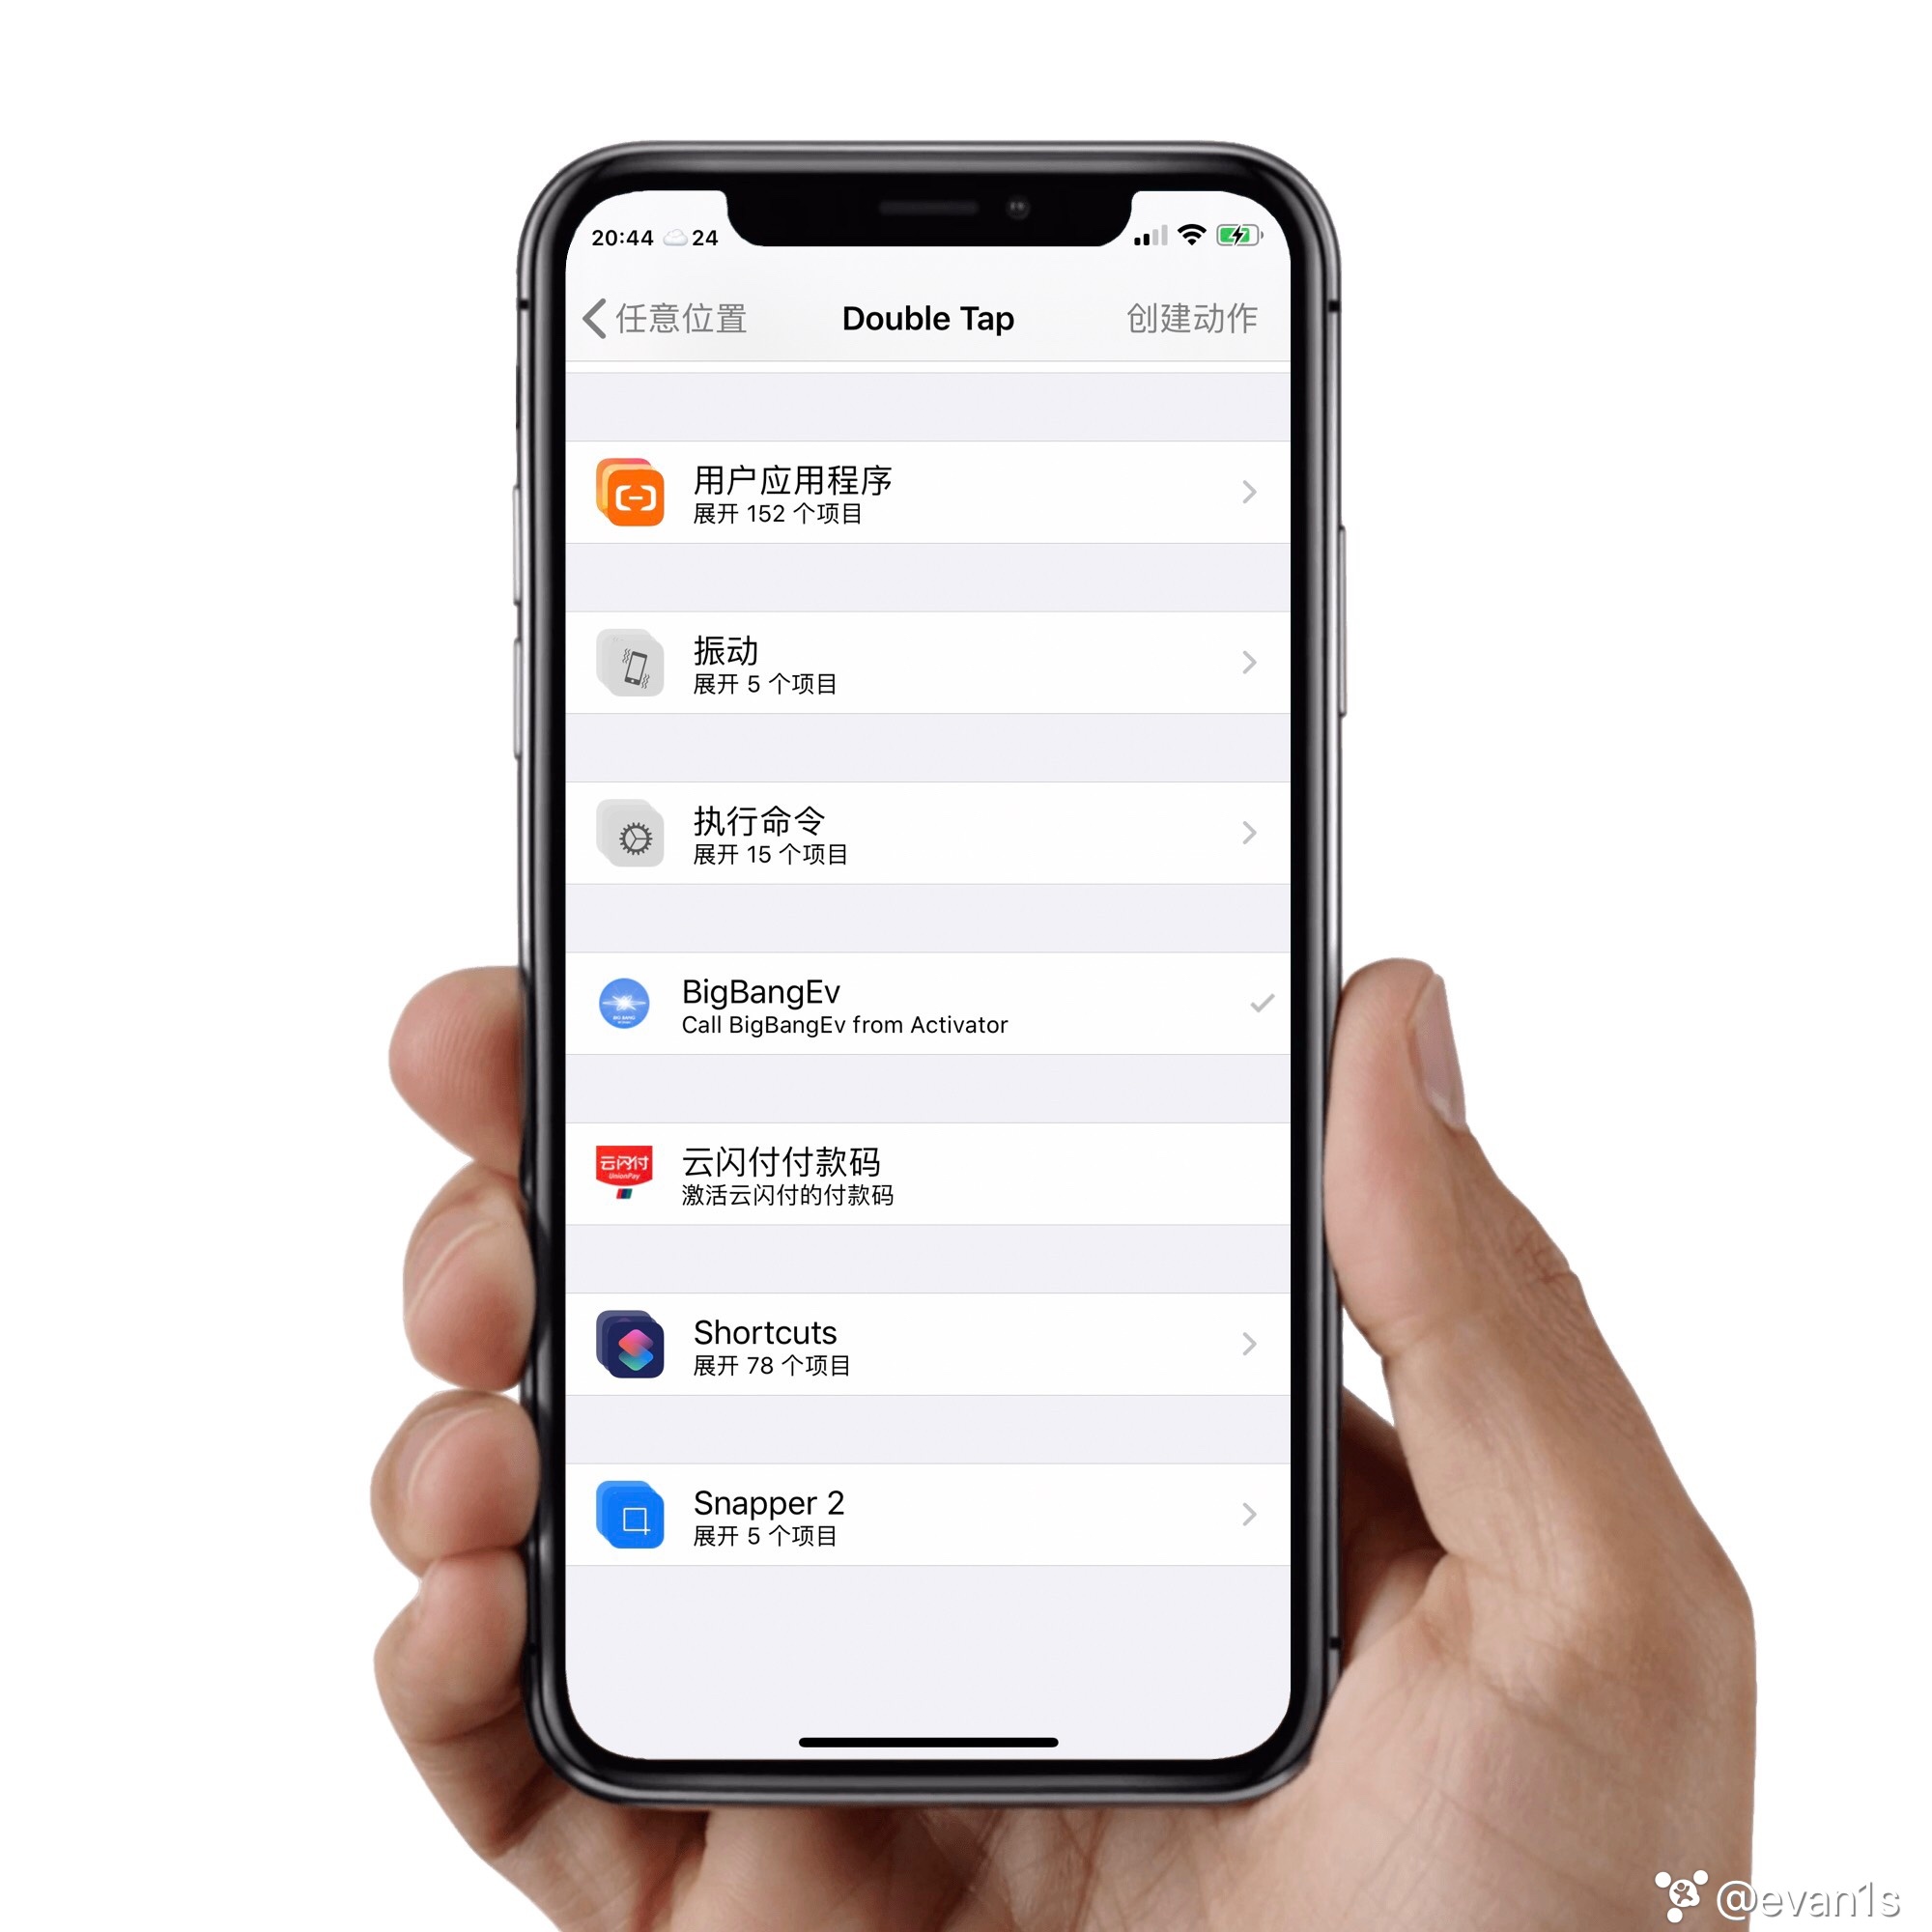 20:44 ☁️ 24
任意位置
Double Tap
创建动作
用户应用程序
展开 152 个项目
振动
展开 5 个项目
执行命令
展开 15 个项目
BigBangEv
Call BigBangEv from Activator
云闪付
UnionPay
云闪付付款码
激活云闪付的付款码
Shortcuts
展开 78 个项目
Snapper 2
展开 5 个项目
@evan1s